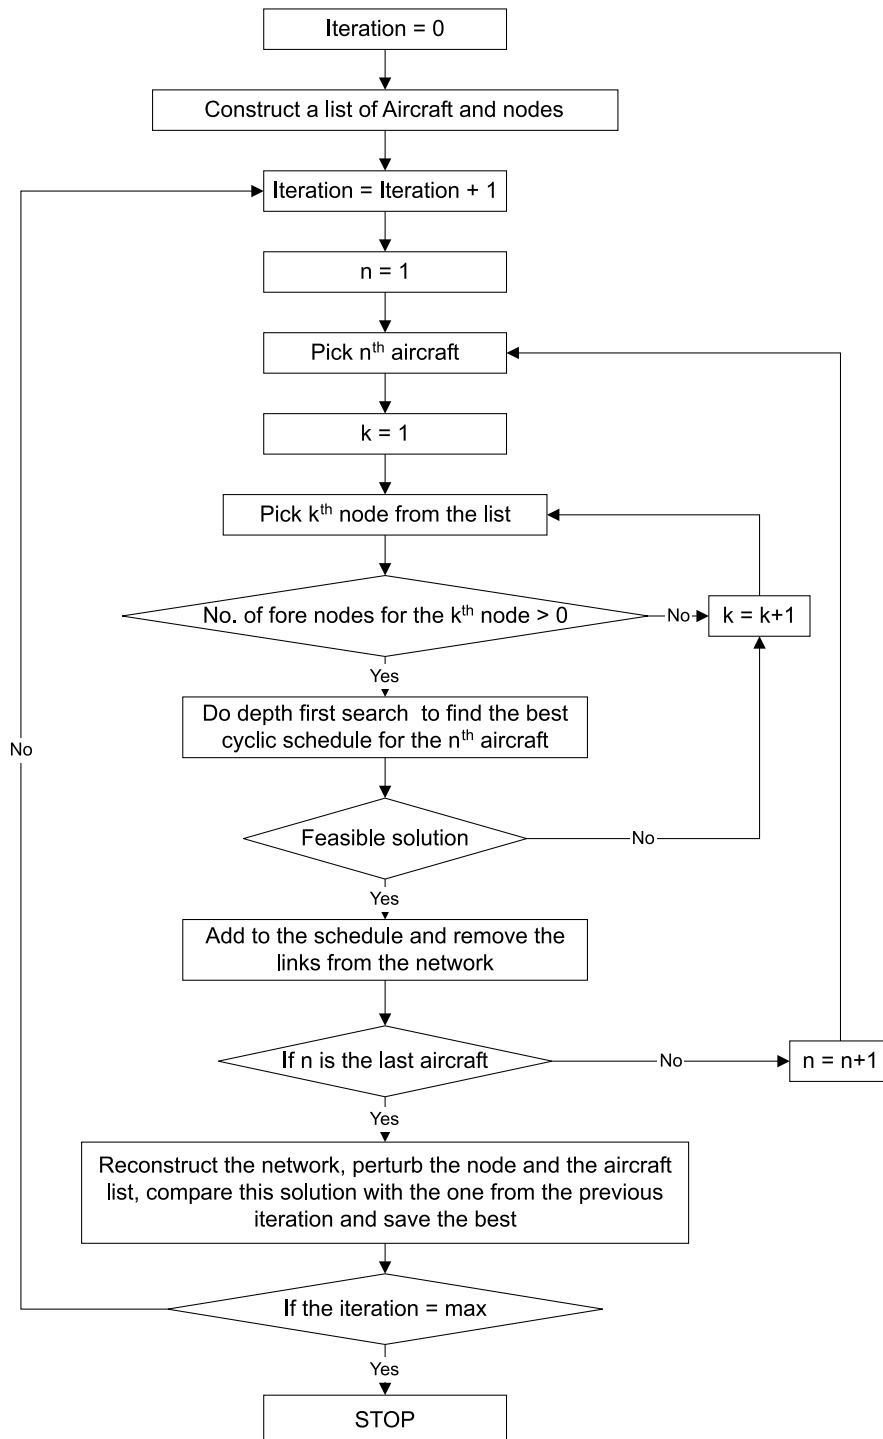 Iteration = 0
Construct a list of Aircraft and nodes
Iteration = Iteration + 1
n = 1
Pick nth aircraft
k = 1
Pick kth node from the list
No. of fore nodes for the kth node > 0
No
k = k+1
Yes
Do depth first search to find the best
cyclic schedule for the nth aircraft
No
Feasible solution
No
Yes
Add to the schedule and remove the
links from the network
If n is the last aircraft
No
n = n+1
Yes
Reconstruct the network, perturb the node and the aircraft
list, compare this solution with the one from the previous
iteration and save the best
If the iteration = max
Yes
STOP